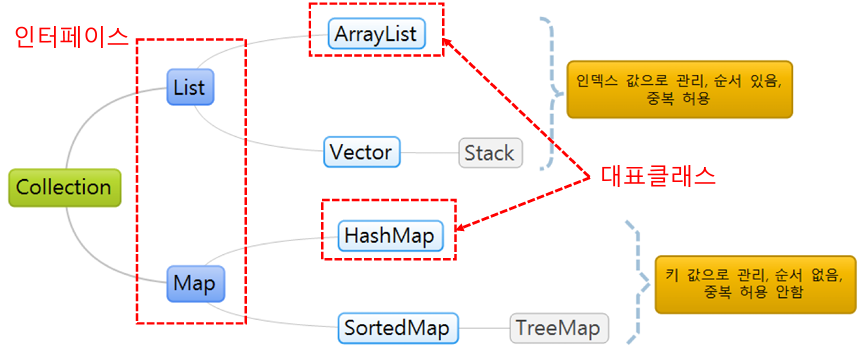 인터페이스
ArrayList
List
인덱스 값으로 관리, 순서 있음,
중복 허용
Vector
Stack
Collection
대표클래스
HashMap
Map
키 값으로 관리, 순서 없음,
중복 허용 안함
SortedMap
TreeMap